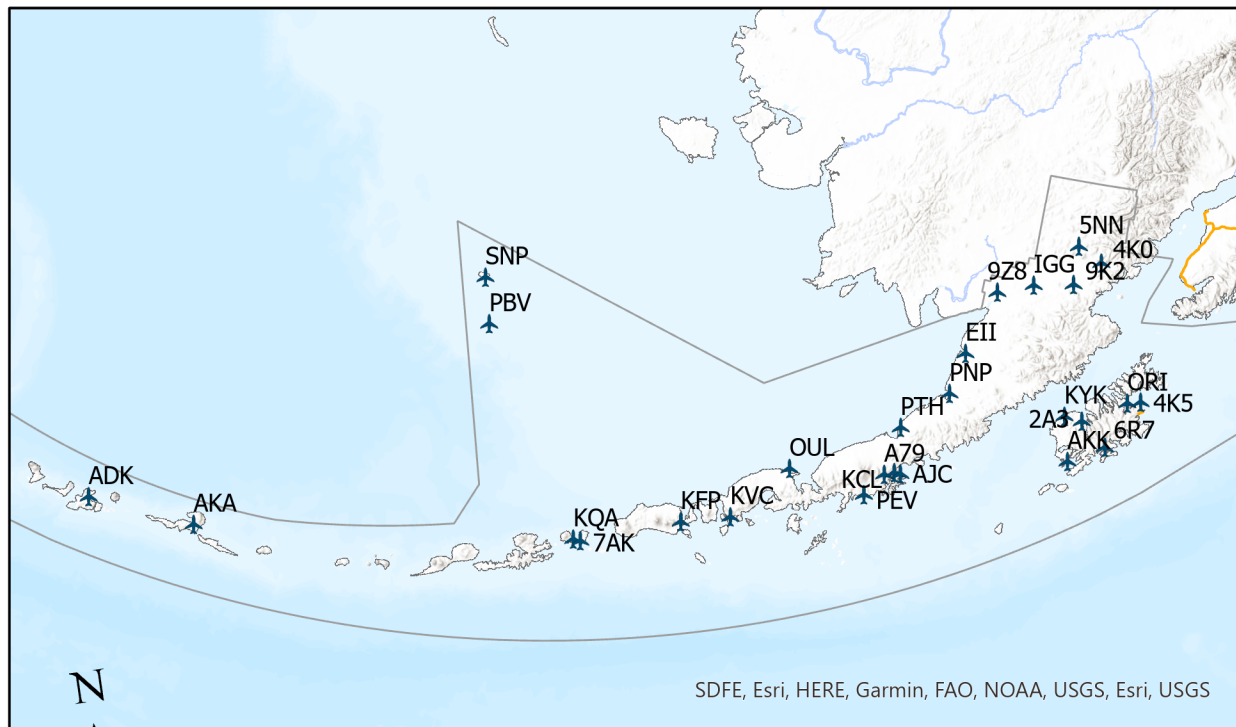 5NN
4K0
SNP
9Z8
IGG
9K2
PBV
EII
PNP
KYK
ORI
2A3
4K5
PTH
6R7
AKK
OUL
A79
ADK
KCL
AJC
AKA
KFP
KVC
PEV
KQA
7AK
N
SDFE, Esri, HERE, Garmin, FAO, NOAA, USGS, Esri, USGS